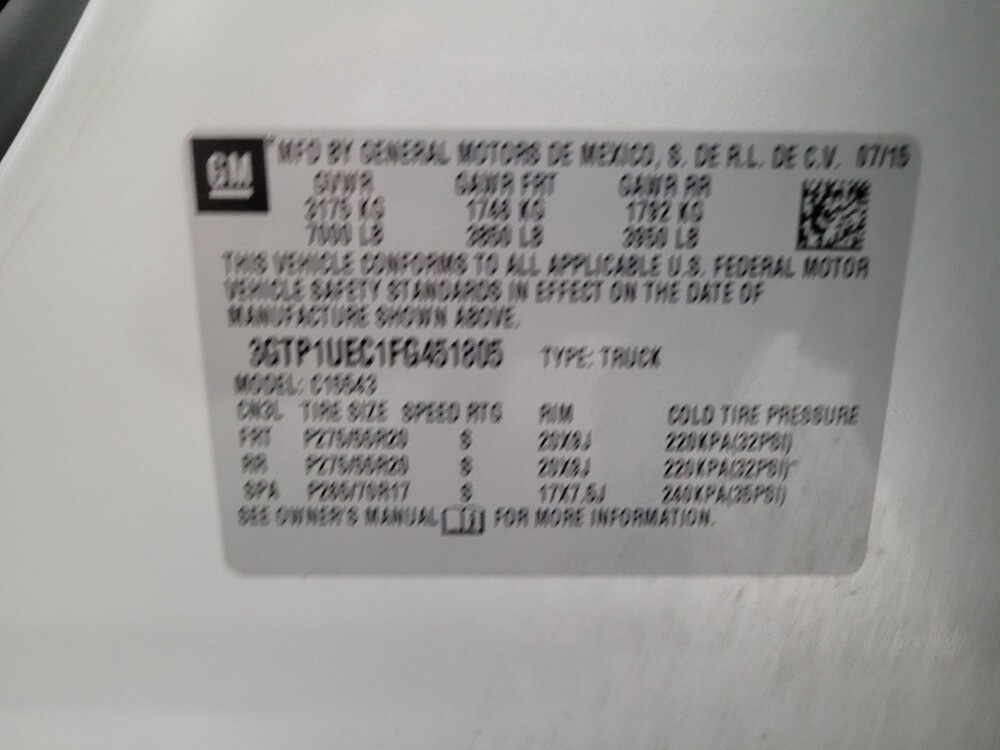 GM MFD BY GENERAL MOTORS DE MEXICO, S. DE R.L. DE C.V. 07/15
GVWR GAWR FRT GAWR RR
3175 KG 1746 KG 1792 KG
7000 LB 3850 LB 3950 LB
THIS VEHICLE CONFORMS TO ALL APPLICABLE U.S. FEDERAL MOTOR
VEHICLE SAFETY STANDARDS IN EFFECT ON THE DATE OF
MANUFACTURE SHOWN ABOVE.
3GTP1UEC1FG451805 TYPE: TRUCK
MODEL: C15543
CW3L TIRE SIZE SPEED RTG RIM COLD TIRE PRESSURE
FRT P275/55R20 S 20X9J 220KPA(32PSI)
RR P275/55R20 S 20X9J 220KPA(32PSI)
SPA P265/70R17 S 17X7.5J 240KPA(35PSI)
SEE OWNER'S MANUAL FOR MORE INFORMATION.